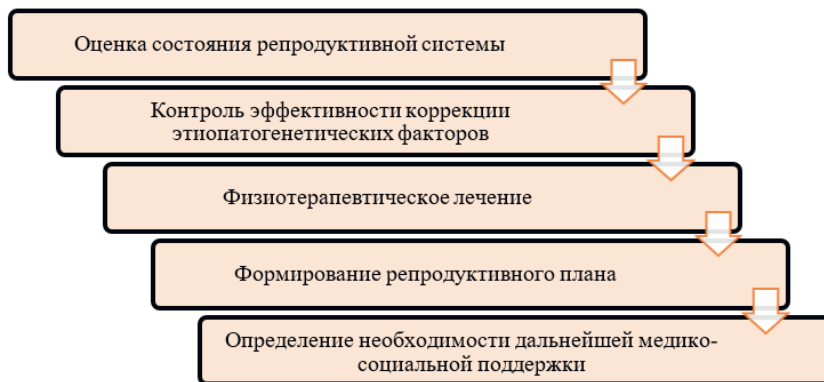 Оценка состояния репродуктивной системы
Контроль эффективности коррекции
этиопатогенетических факторов
Физиотерапевтическое лечение
Формирование репродуктивного плана
Определение необходимости дальнейшей медико-
социальной поддержки